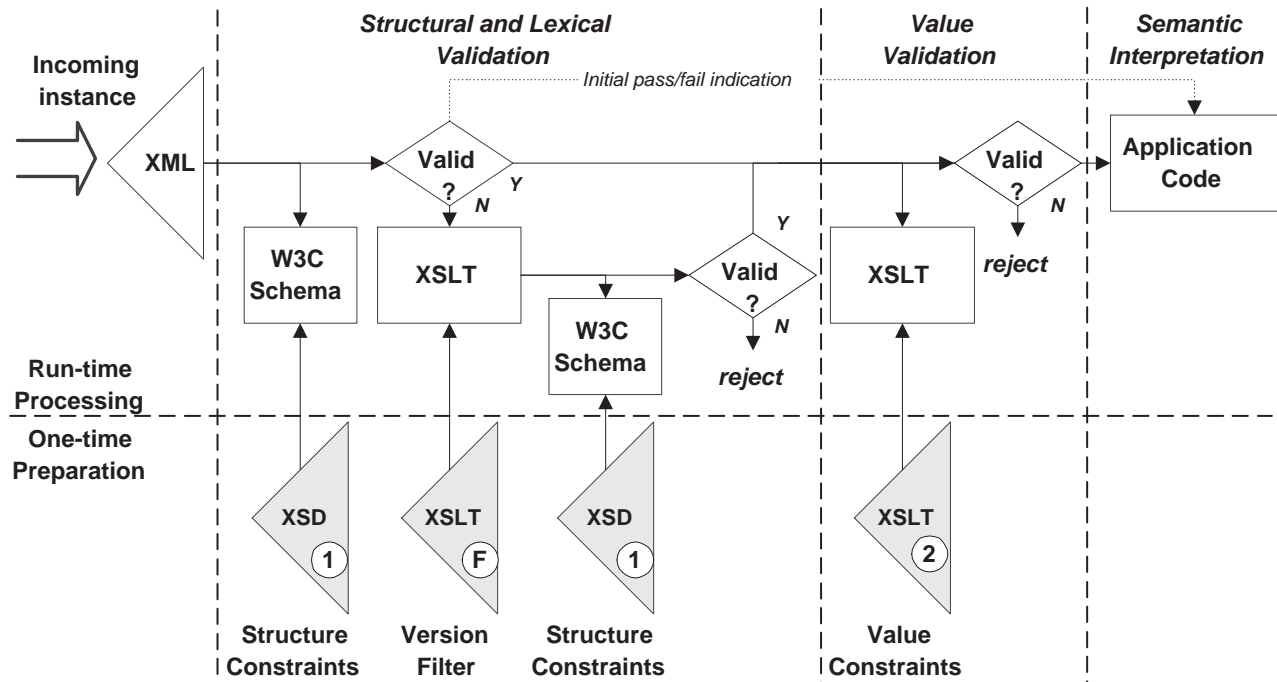 Structural and Lexical
Validation
Value
Validation
Semantic
Interpretation
Incoming
instance
Initial pass/fail indication
XML
Valid
?
Y
N
Valid
?
N
Application
Code
W3C
Schema
XSLT
Y
Valid
?
N
reject
XSLT
reject
W3C
Schema
Run-time
Processing
One-time
Preparation
XSD
1
XSLT
F
XSD
1
XSLT
2
Structure
Constraints
Version
Filter
Structure
Constraints
Value
Constraints